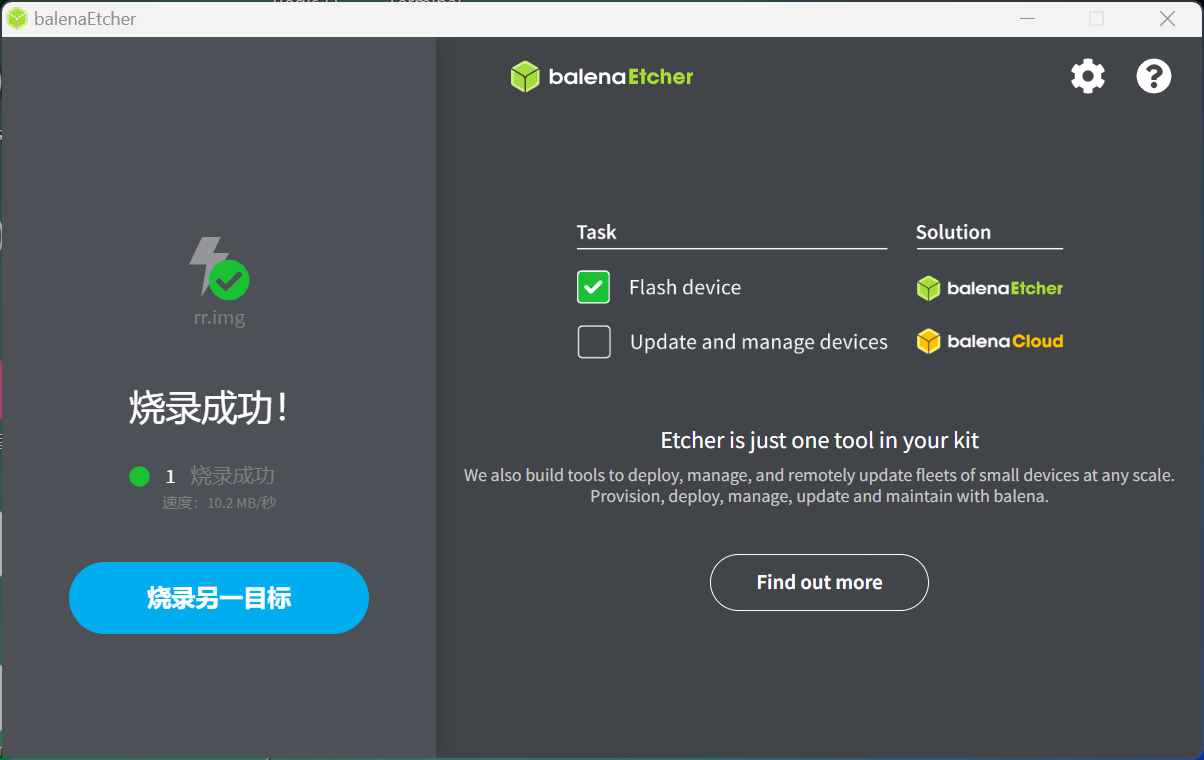 balenaEtcher
balenaEtcher
rr.img
烧录成功！
1 烧录成功
速度：10.2 MB/秒
烧录另一目标
Task Solution
Flash device balenaEtcher
Update and manage devices balenaCloud
Etcher is just one tool in your kit
We also build tools to deploy, manage, and remotely update fleets of small devices at any scale.
Provision, deploy, manage, update and maintain with balena.
Find out more